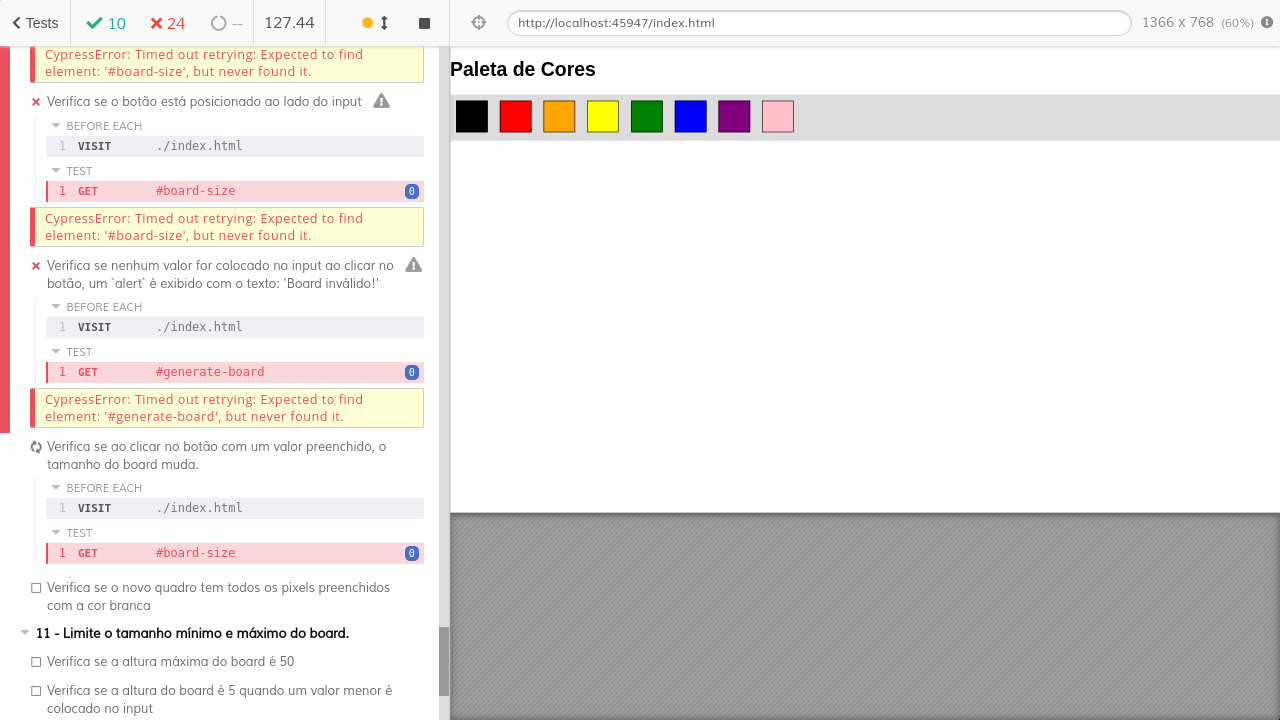 Tests
10
24
--
127.44
http://localhost:45947/index.html
1366 x 768 (60%)
CypressError: Timed out retrying: Expected to find
element: '#board-size', but never found it.
Verifica se o botão está posicionado ao lado do input
BEFORE EACH
1 VISIT ./index.html
TEST
1 GET #board-size 0
CypressError: Timed out retrying: Expected to find
element: '#board-size', but never found it.
Verifica se nenhum valor for colocado no input ao clicar no
botão, um `alert` é exibido com o texto: 'Board inválido!'
BEFORE EACH
1 VISIT ./index.html
TEST
1 GET #generate-board 0
CypressError: Timed out retrying: Expected to find
element: '#generate-board', but never found it.
Verifica se ao clicar no botão com um valor preenchido, o
tamanho do board muda.
BEFORE EACH
1 VISIT ./index.html
TEST
1 GET #board-size 0
Verifica se o novo quadro tem todos os pixels preenchidos
com a cor branca
11 - Limite o tamanho mínimo e máximo do board.
Verifica se a altura máxima do board é 50
Verifica se a altura do board é 5 quando um valor menor é
colocado no input
Paleta de Cores